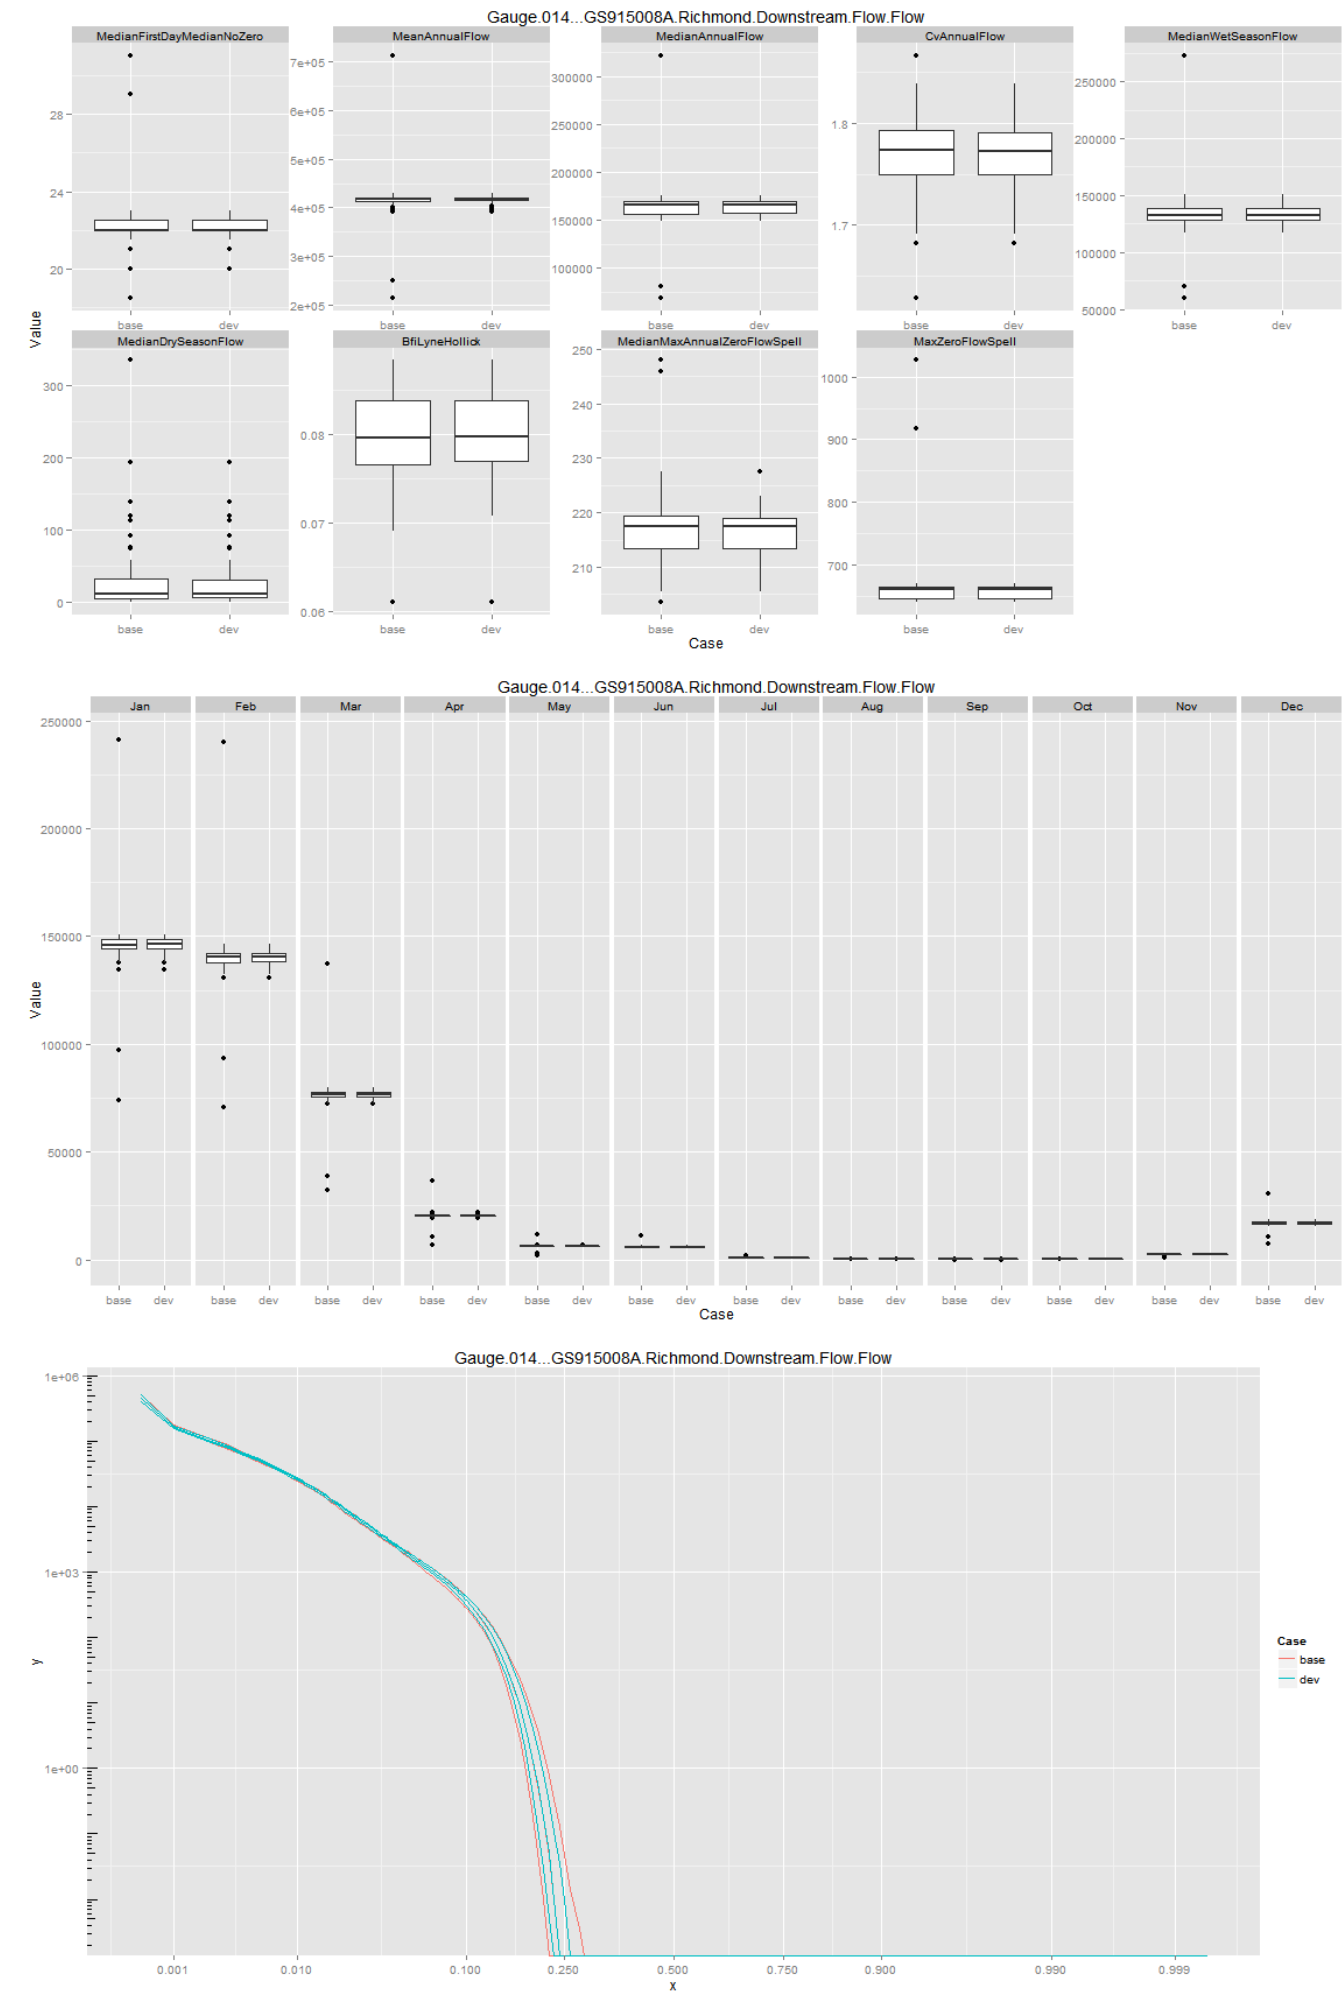 Gauge.014...GS915008A.Richmond.Downstream.Flow.Flow
MedianFirstDayMedianNoZero MeanAnnualFlow MedianAnnualFlow CvAnnualFlow MedianWetSeasonFlow
28
24
20
7e+05
6e+05
5e+05
4e+05
3e+05
2e+05
300000
250000
200000
150000
100000
1.8
1.7
250000
200000
150000
100000
50000
base dev base dev base dev base dev base dev
Value
MedianDrySeasonFlow BfiLyneHollick MedianMaxAnnualZeroFlowSpell MaxZeroFlowSpell
300
200
100
0
0.08
0.07
0.06
250
240
230
220
210
1000
900
800
700
base dev base dev base dev base dev
Case
Gauge.014...GS915008A.Richmond.Downstream.Flow.Flow
Jan Feb Mar Apr May Jun Jul Aug Sep Oct Nov Dec
250000
200000
150000
100000
50000
0
Value
base dev base dev base dev base dev base dev base dev base dev base dev base dev base dev base dev base dev
Case
Gauge.014...GS915008A.Richmond.Downstream.Flow.Flow
1e+06
1e+03
1e+00
y
Case
base
dev
0.001 0.010 0.100 0.250 0.500 0.750 0.900 0.990 0.999
x